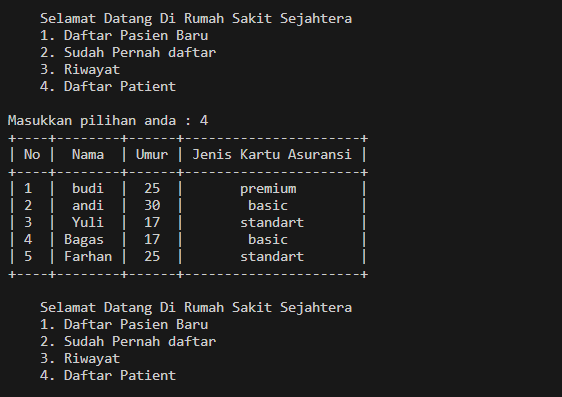 Selamat Datang Di Rumah Sakit Sejahtera
1. Daftar Pasien Baru
2. Sudah Pernah daftar
3. Riwayat
4. Daftar Patient
Masukkan pilihan anda : 4
+----+--------+------+----------------------+
| No |  Nama  | Umur | Jenis Kartu Asuransi |
+----+--------+------+----------------------+
| 1  |  budi  |  25  |       premium        |
| 2  |  andi  |  30  |        basic         |
| 3  |  Yuli  |  17  |       standart       |
| 4  | Bagas  |  17  |        basic         |
| 5  | Farhan |  25  |       standart       |
+----+--------+------+----------------------+
Selamat Datang Di Rumah Sakit Sejahtera
1. Daftar Pasien Baru
2. Sudah Pernah daftar
3. Riwayat
4. Daftar Patient